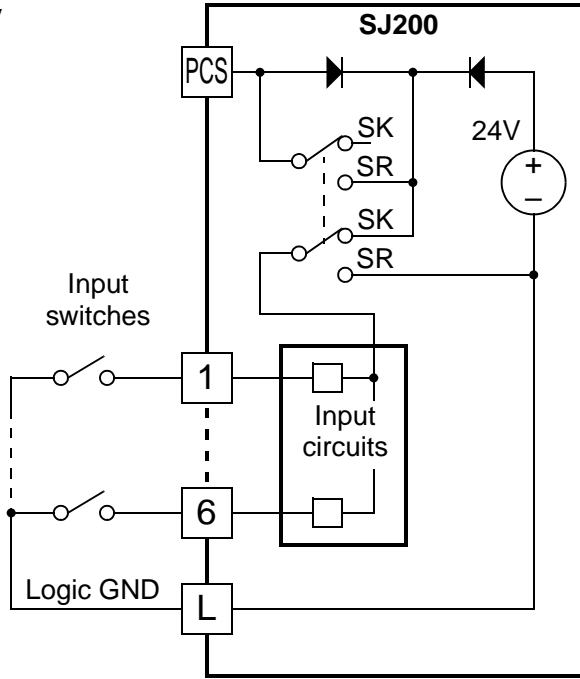 SJ200
PCS
SK
24V
SR
+
–
SK
SR
Input
switches
1
Input
circuits
6
Logic GND
L